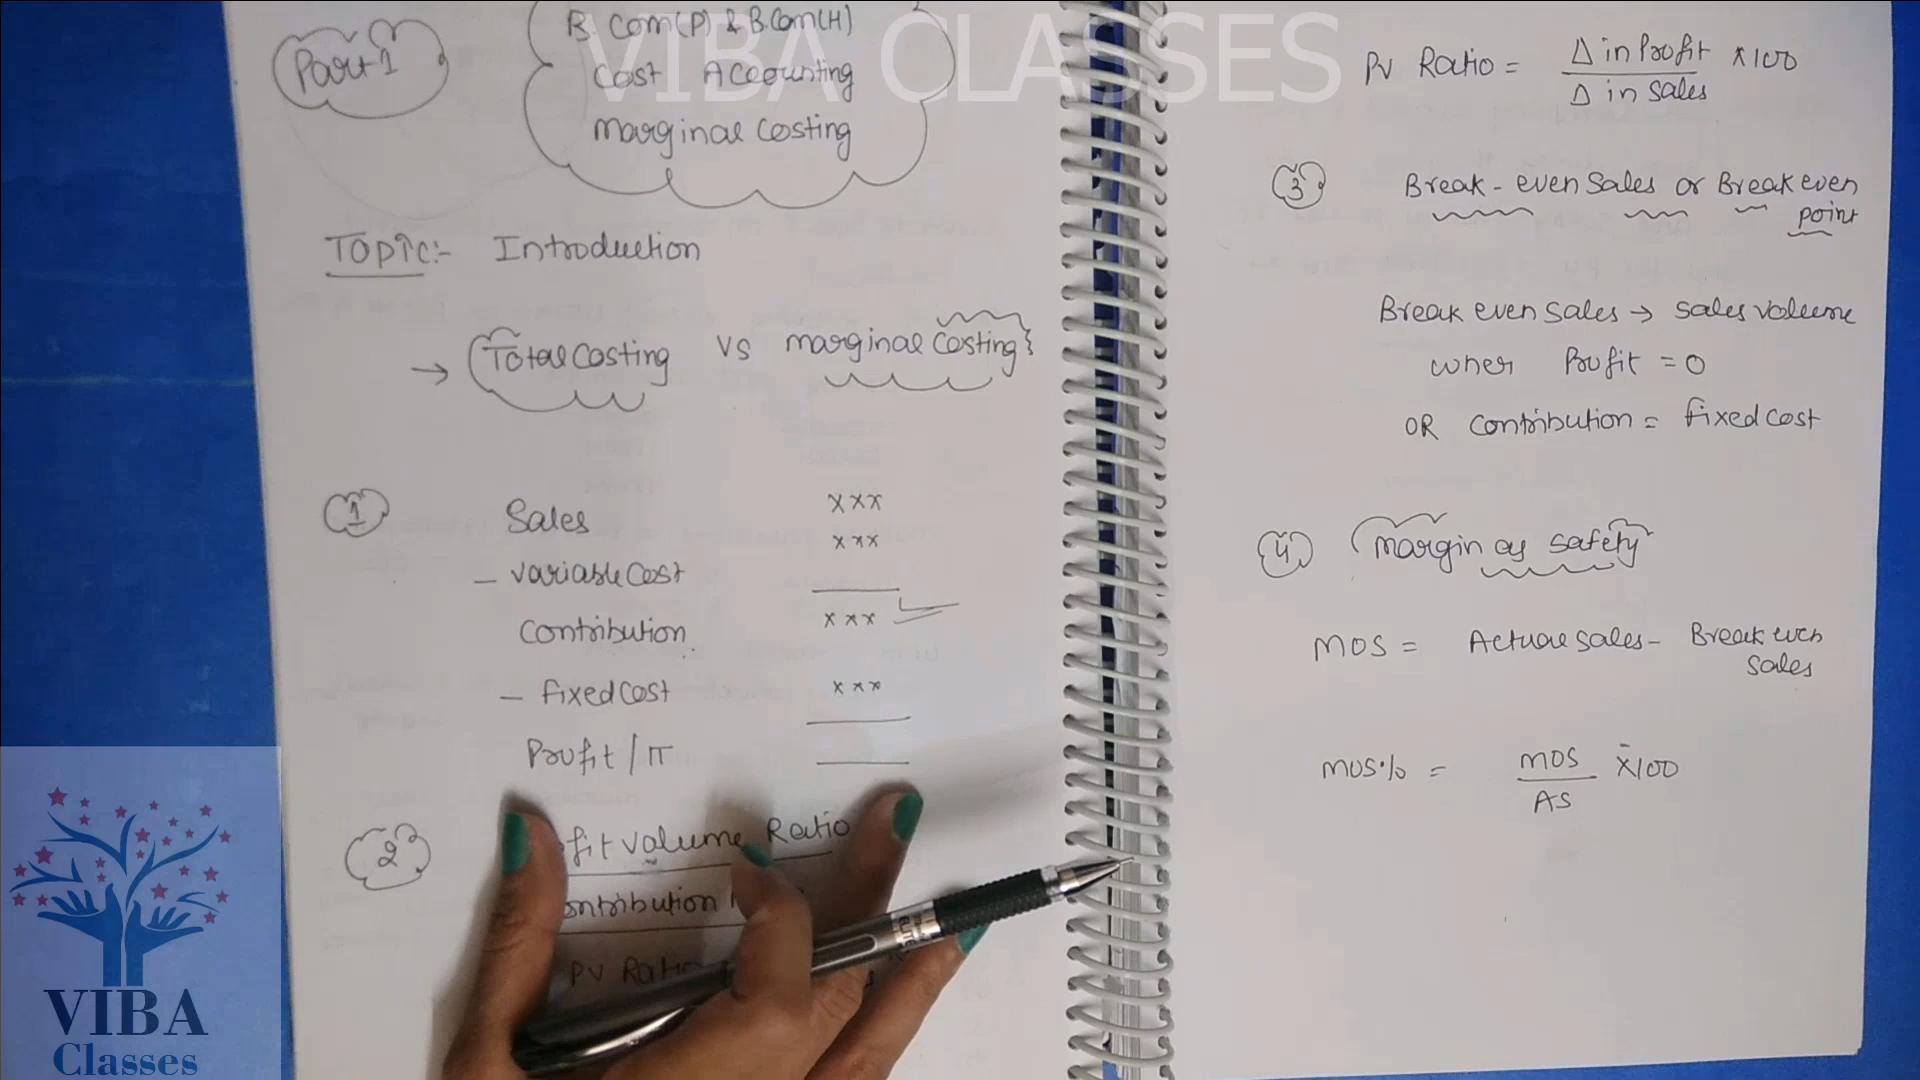 VIBA CLASSES
Part 1
B. Com(P) & B.Com(H)
Cost Accounting
Marginal Costing
TOPIC:- Introduction
→ Total Costing VS Marginal Costing
1 Sales xxx
- Variable Cost xxx
Contribution xxx
- Fixed Cost xxx
Profit / π
2 fit Volume Ratio
ontribution
PV Ratio
PV Ratio = Δ in Profit × 100
Δ in Sales
3 Break - even Sales or Break even
point
Break even Sales → Sales volume
when Profit = 0
OR Contribution = Fixed Cost
4 Margin of Safety
MOS = Actual Sales - Break even
Sales
MOS% = MOS × 100
AS
VIBA
Classes